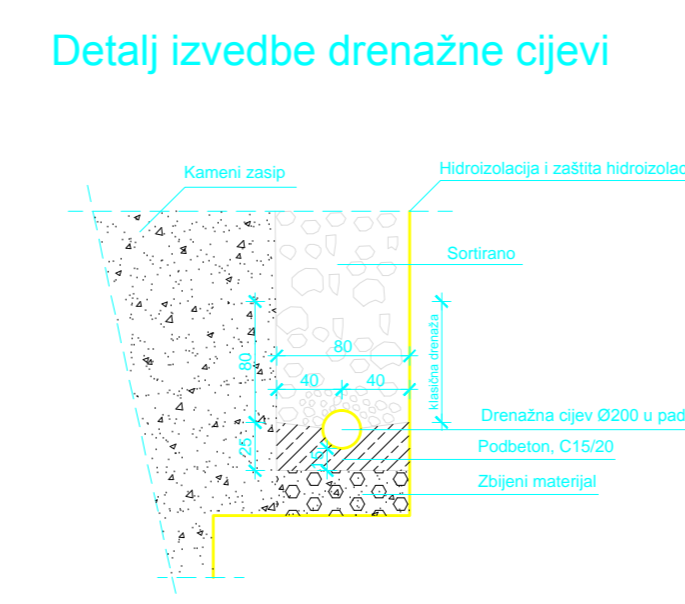 Detalj izvedbe drenažne cijevi
Kameni zasip
Hidroizolacija i zaštita hidroizolac
Sortirano
klasična drenaža
80
80
40
40
Drenažna cijev Ø200 u pad
25
Podbeton, C15/20
15
Zbijeni materijal